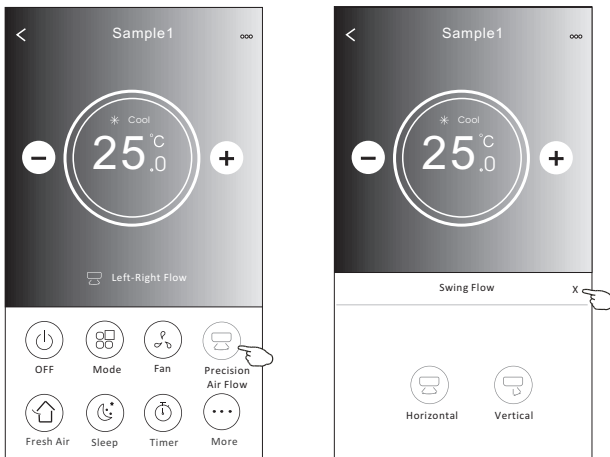 Sample1
Cool
25.0°C
Left-Right Flow
OFF Mode Fan Precision Air Flow
Fresh Air Sleep Timer More
Sample1
Cool
25.0°C
Swing Flow X
Horizontal Vertical